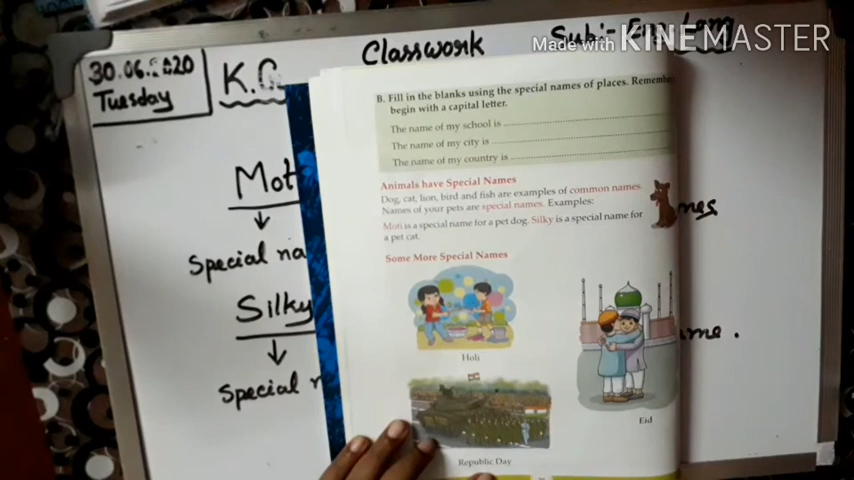 Made with KINEMASTER
30.06.2020
Tuesday
K.G.
Classwork
Sub:- Eng Lang
B. Fill in the blanks using the special names of places. Remember
begin with a capital letter.
The name of my school is
The name of my city is
The name of my country is
Animals have Special Names
Dog, cat, lion, bird and fish are examples of common names.
Names of your pets are special names. Examples:
Moti is a special name for a pet dog. Silky is a special name for
a pet cat.
Some More Special Names
Holi
Eid
Republic Day
Mot
Special na
Silky
Special n
mes
ame.